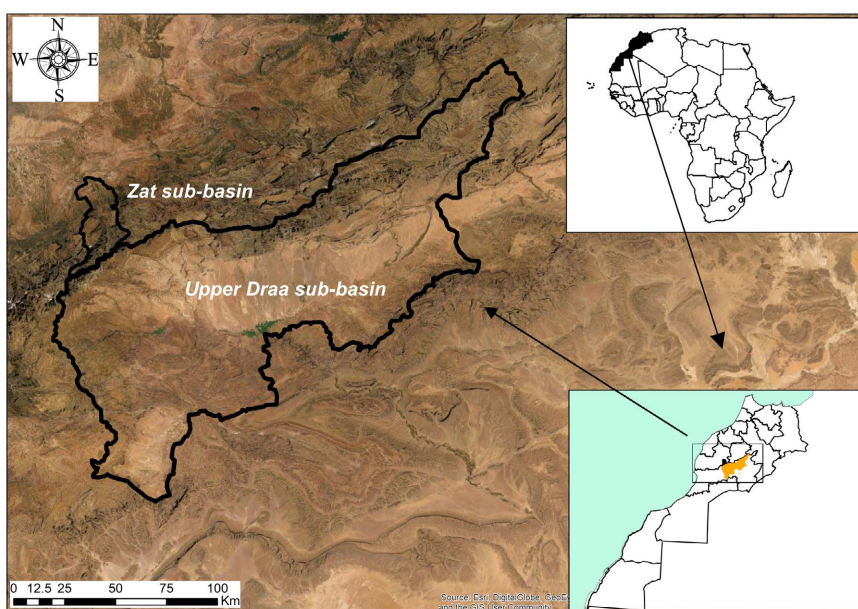 N
W E
S
Zat sub-basin
Upper Draa sub-basin
0 12.5 25 50 75 100
Km
Source: Esri, DigitalGlobe, GeoE
and the GIS User Community